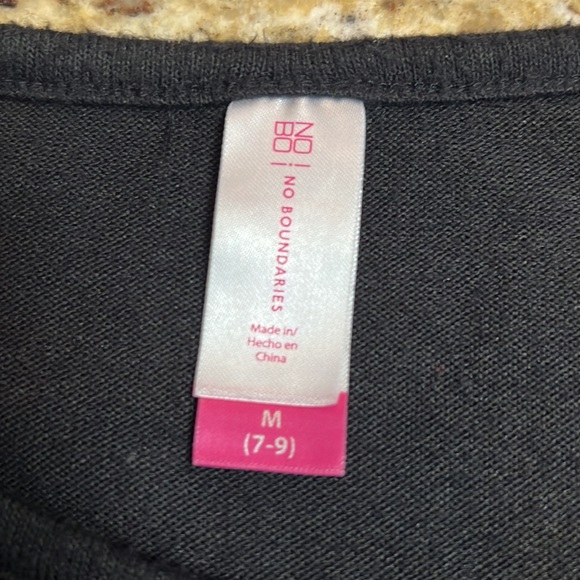 NO
BO
NO BOUNDARIES
Made in/
Hecho en
China
M
(7-9)